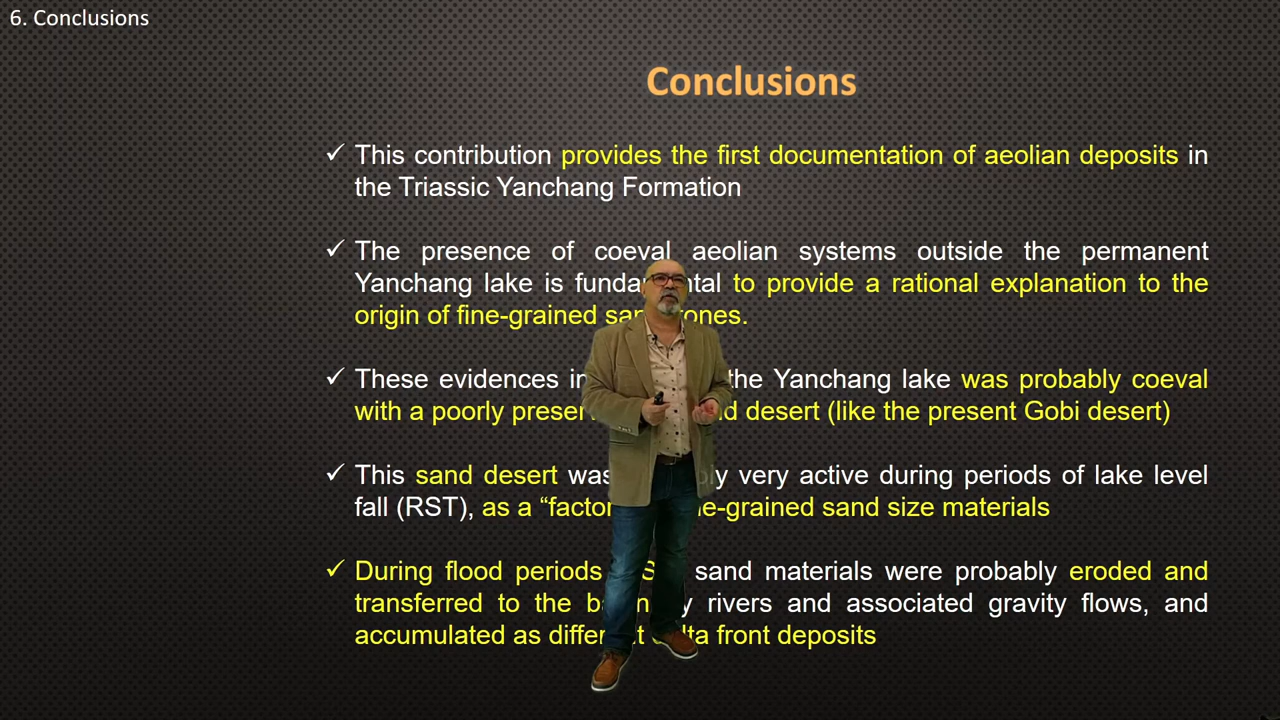 6. Conclusions
Conclusions
✓ This contribution provides the first documentation of aeolian deposits in
the Triassic Yanchang Formation
✓ The presence of coeval aeolian systems outside the permanent
Yanchang lake is fundamental to provide a rational explanation to the
origin of fine-grained sandstones.
✓ These evidences the Yanchang lake was probably coeval
with a poorly desert (like the present Gobi desert)
✓ This sand desert was very active during periods of lake level
fall (RST), as a “factory fine-grained sand size materials
✓ During flood periods sand materials were probably eroded and
transferred to the basin by rivers and associated gravity flows, and
accumulated as different delta front deposits